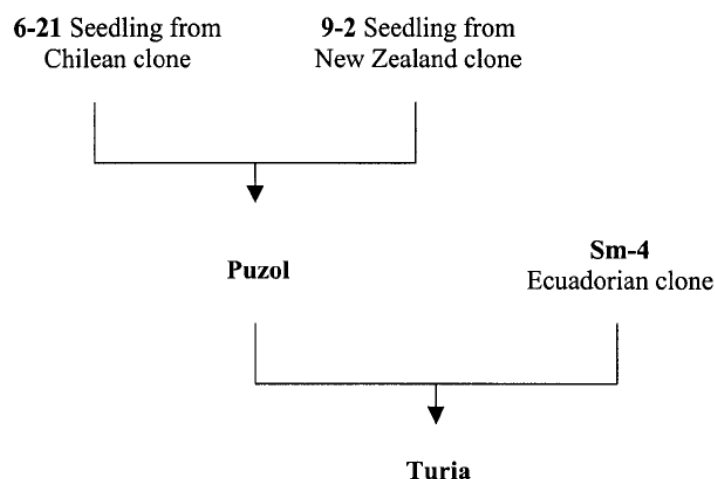 6-21 Seedling from
Chilean clone
9-2 Seedling from
New Zealand clone
Puzol
Sm-4
Ecuadorian clone
Turia